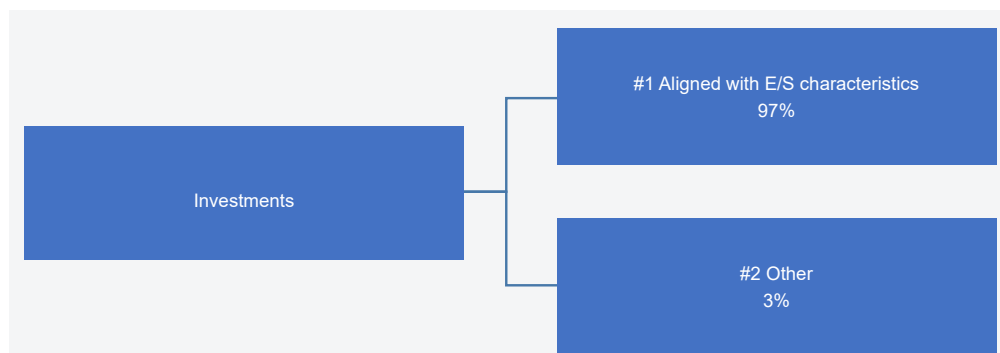 Investments
#1 Aligned with E/S characteristics
97%
#2 Other
3%